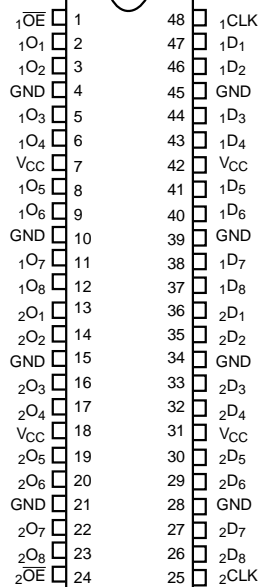 1OE 1 48 1CLK
1O1 2 47 1D1
1O2 3 46 1D2
GND 4 45 GND
1O3 5 44 1D3
1O4 6 43 1D4
VCC 7 42 VCC
1O5 8 41 1D5
1O6 9 40 1D6
GND 10 39 GND
1O7 11 38 1D7
1O8 12 37 1D8
2O1 13 36 2D1
2O2 14 35 2D2
GND 15 34 GND
2O3 16 33 2D3
2O4 17 32 2D4
VCC 18 31 VCC
2O5 19 30 2D5
2O6 20 29 2D6
GND 21 28 GND
2O7 22 27 2D7
2O8 23 26 2D8
2OE 24 25 2CLK